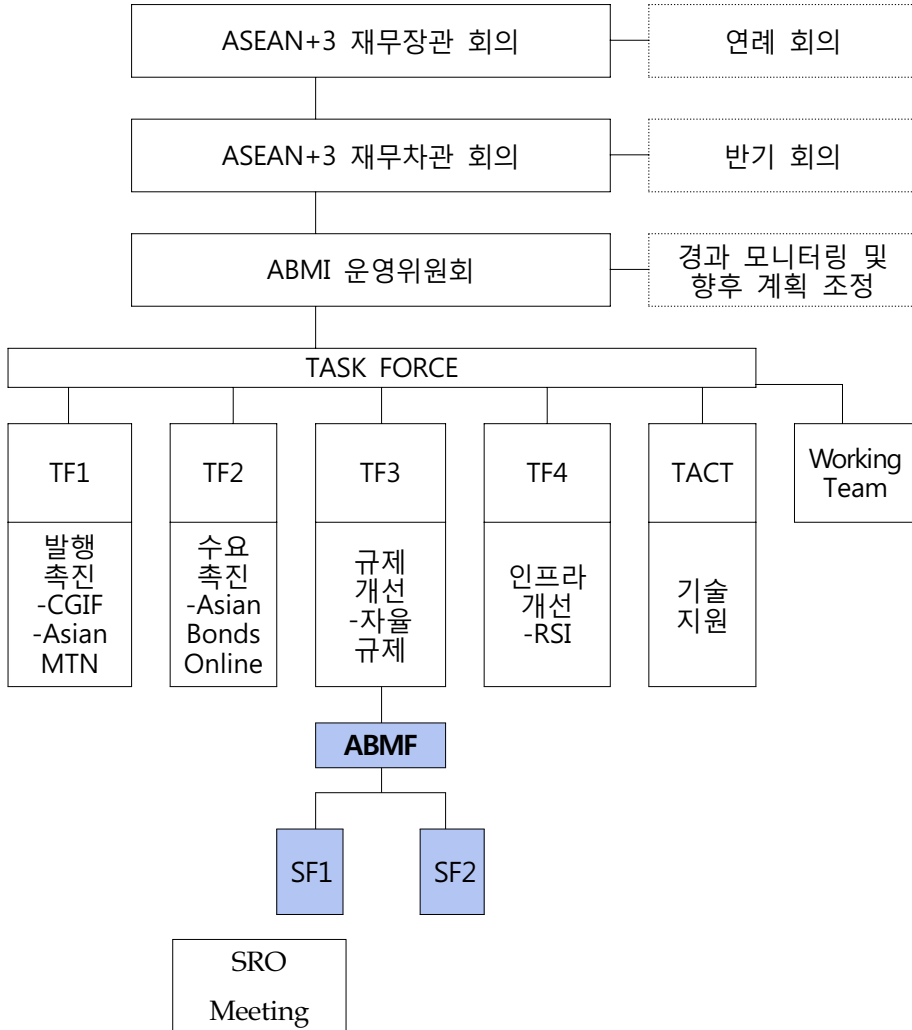 ASEAN+3 재무장관 회의
연례 회의
ASEAN+3 재무차관 회의
반기 회의
ABMI 운영위원회
경과 모니터링 및
향후 계획 조정
TASK FORCE
TF1
TF2
TF3
TF4
TACT
Working
Team
발행
촉진
-CGIF
-Asian
MTN
수요
촉진
-Asian
Bonds
Online
규제
개선
-자율
규제
인프라
개선
-RSI
기술
지원
ABMF
SF1
SF2
SRO
Meeting